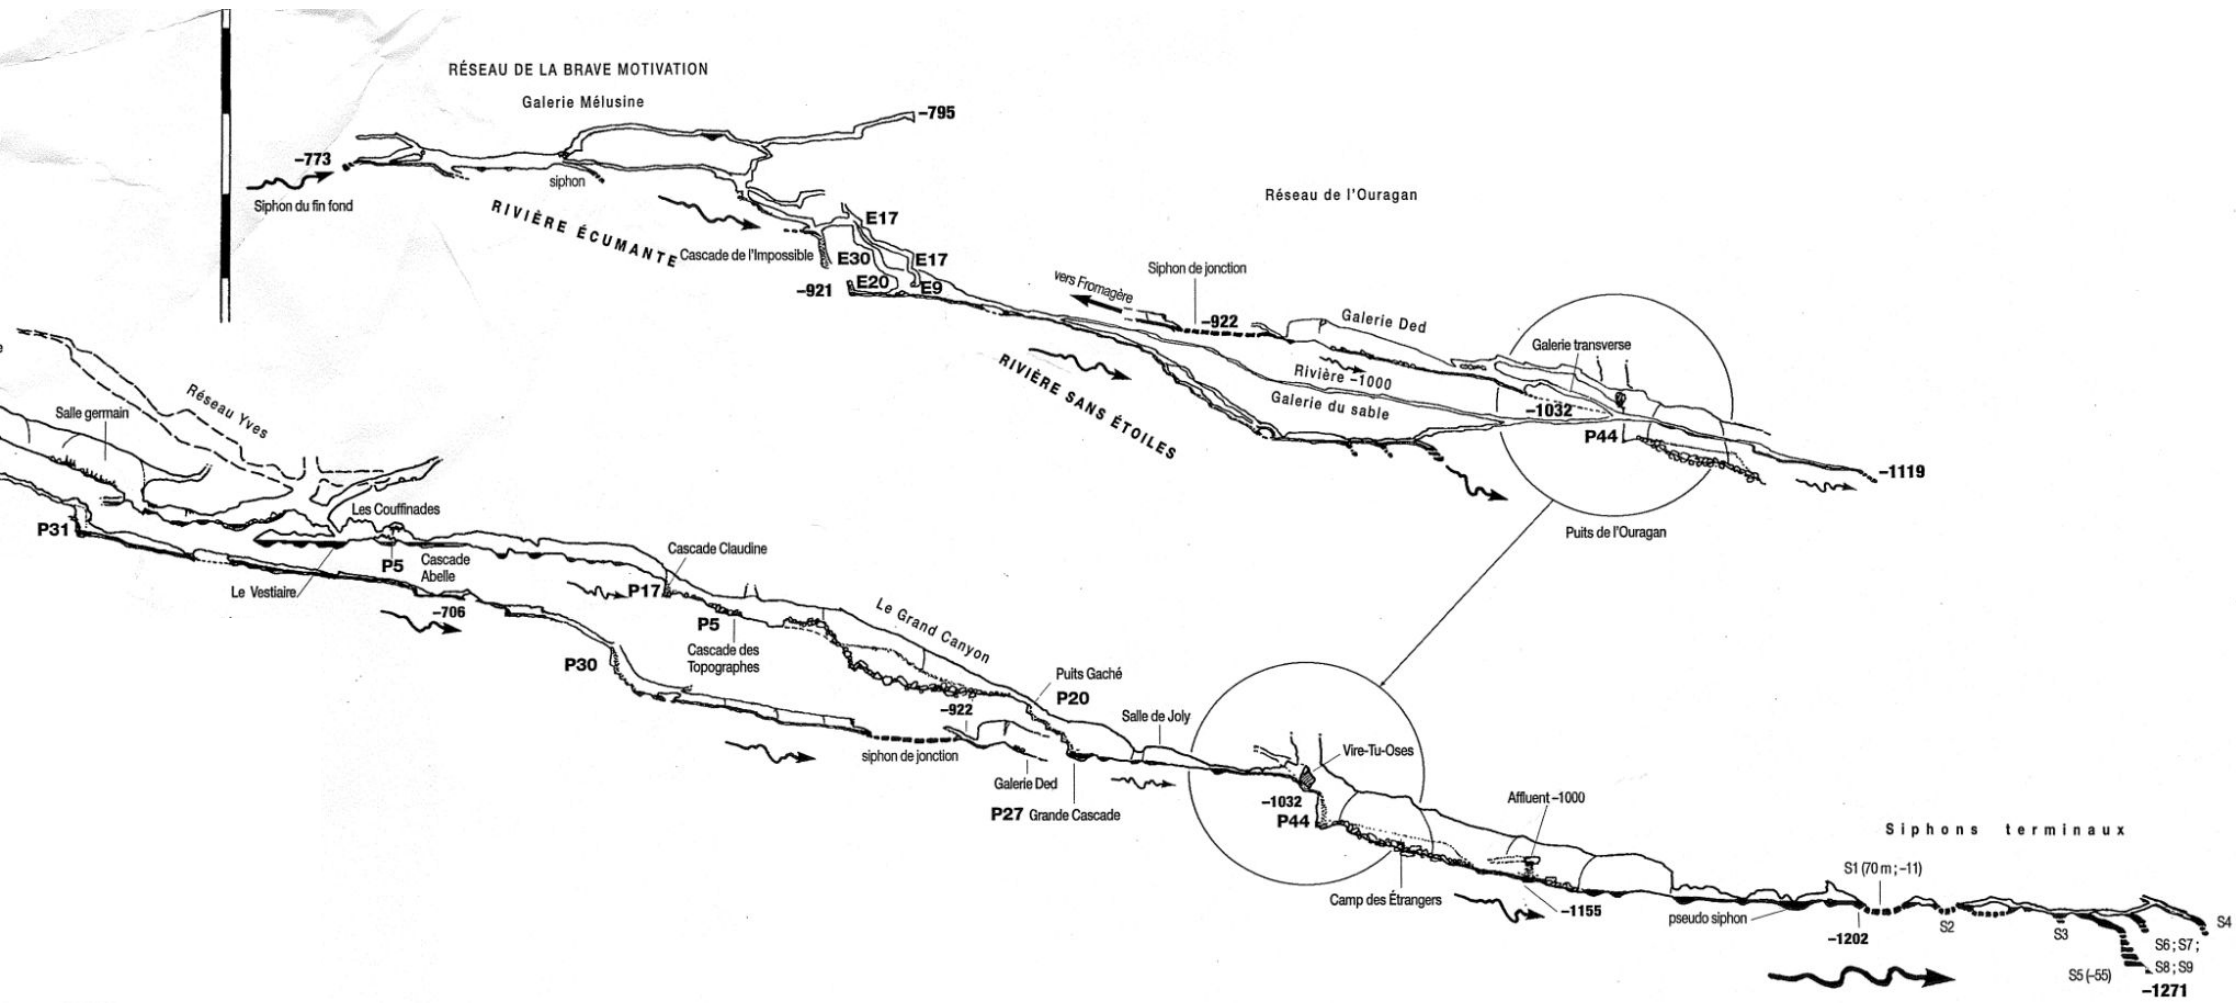 RÉSEAU DE LA BRAVE MOTIVATION
Galerie Mélusine
–795
–773
siphon
Siphon du fin fond
RIVIÈRE ÉCUMANTE
Réseau de l'Ouragan
E17
Cascade de l'Impossible
E30
E17
E20
E9
–921
vers Fromagère
Siphon de jonction
–922
Galerie Ded
Galerie transverse
Rivière –1000
Galerie du sable
–1032
P44
RIVIÈRE SANS ÉTOILES
–1119
Puits de l'Ouragan
e
Réseau Yves
Salle germain
Les Couffinades
P31
P5
Cascade
Abelle
Le Vestiaire
–706
Cascade Claudine
P17
P5
Cascade des
Topographes
P30
Le Grand Canyon
Puits Gaché
P20
–922
siphon de jonction
Salle de Joly
Galerie Ded
P27 Grande Cascade
Vire-Tu-Oses
–1032
P44
Affluent –1000
Camp des Étrangers
–1155
Siphons terminaux
S1 (70 m ; –11)
pseudo siphon
–1202
S2
S3
S4
S6 ; S7 ;
S8 ; S9
S5 (–55)
–1271